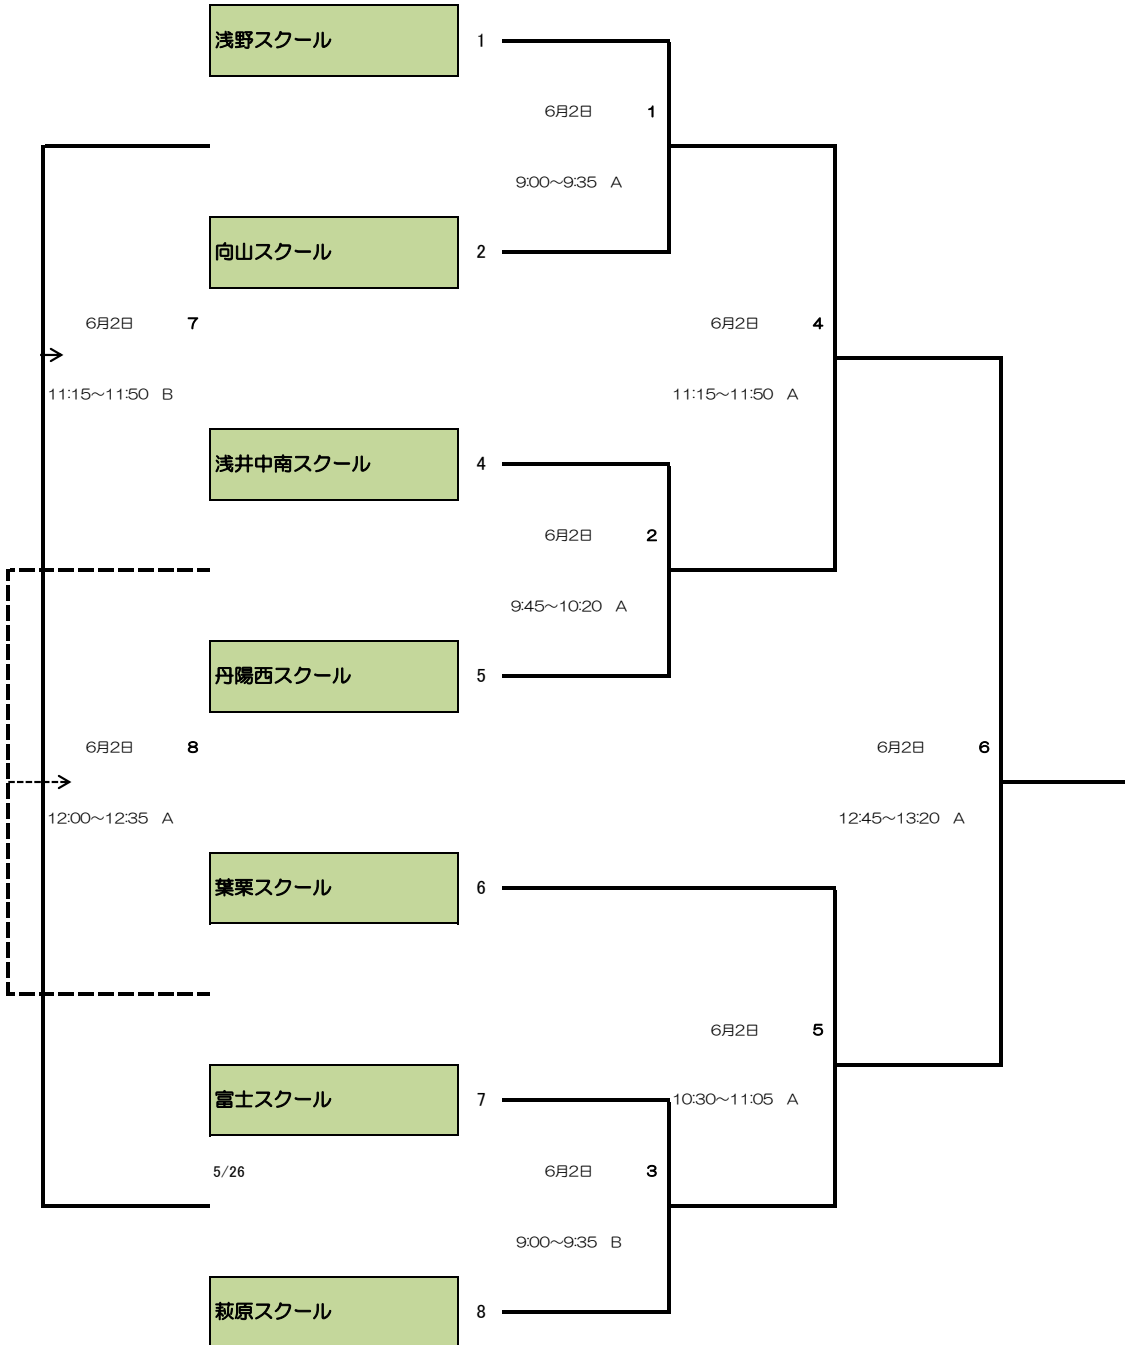 浅野スクール 1
6月2日 1
9:00～9:35 A
向山スクール 2
6月2日 7 6月2日 4
11:15～11:50 B 11:15～11:50 A
浅井中南スクール 4
6月2日 2
9:45～10:20 A
丹陽西スクール 5
6月2日 8 6月2日 6
12:00～12:35 A 12:45～13:20 A
葉栗スクール 6
6月2日 5
富士スクール 7 10:30～11:05 A
5/26 6月2日 3
9:00～9:35 B
萩原スクール 8